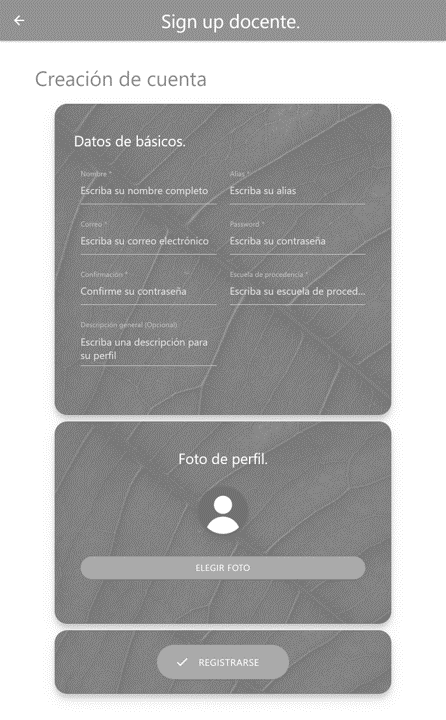 Sign up docente.
Creación de cuenta
Datos de básicos.
Nombre *
Alias *
Escriba su nombre completo
Escriba su alias
Correo *
Password *
Escriba su correo electrónico
Escriba su contraseña
Confirmación *
Escuela de procedencia *
Confirme su contraseña
Escriba su escuela de proced...
Descripción general (Opcional)
Escriba una descripción para
su perfil
Foto de perfil.
ELEGIR FOTO
REGISTRARSE